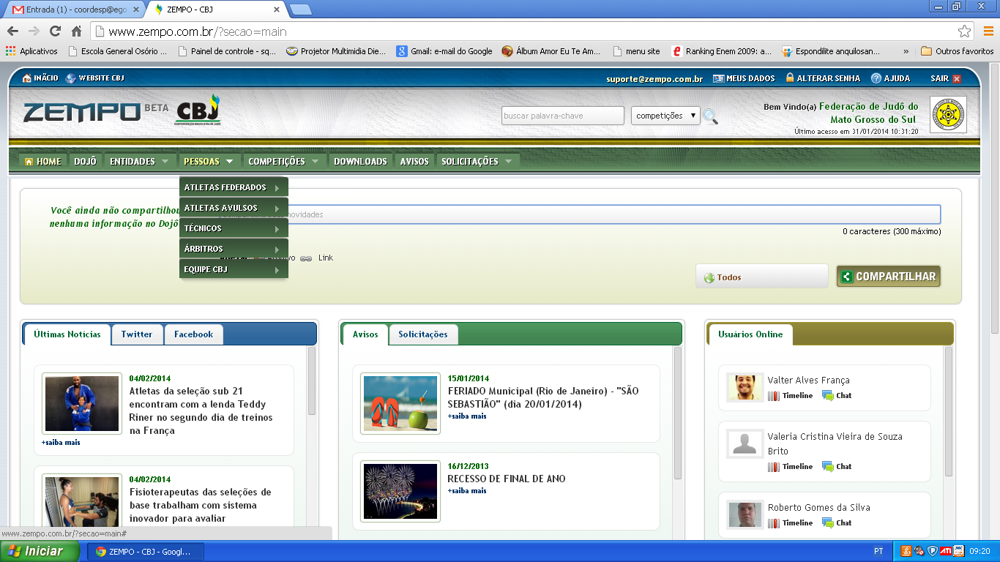 Entrada (1) - coordesp@ego
ZEMPO - CBJ
www.zempo.com.br/?secao=main
Aplicativos
Escola General Osório ...
Painel de controle - sq...
Projetor Multimidia Die...
Gmail: e-mail do Google
Álbum Amor Eu Te Am...
menu site
Ranking Enem 2009: a...
Espondilite anquilosan...
»
Outros favoritos
INÃCIO
WEBSITE CBJ
suporte@zempo.com.br
MEUS DADOS
ALTERAR SENHA
AJUDA
SAIR
ZEMPO BETA
CBJ
CONFEDERAÇÃO BRASILEIRA DE JUDÔ
buscar palavra-chave
competições
Bem Vindo(a) Federação de Judô do
Mato Grosso do Sul
Último acesso em 31/01/2014 10:31:20
HOME
DOJÔ
ENTIDADES
PESSOAS
COMPETIÇÕES
DOWNLOADS
AVISOS
SOLICITAÇÕES
ATLETAS FEDERADOS
ATLETAS AVULSOS
TÉCNICOS
ÁRBITROS
EQUIPE CBJ
Você ainda não compartilhou
nenhuma informação no Dojô
novidades
0 caracteres (300 máximo)
Link
Todos
COMPARTILHAR
Últimas Notícias
Twitter
Facebook
04/02/2014
Atletas da seleção sub 21
encontram com a lenda Teddy
Riner no segundo dia de treinos
na França
+saiba mais
04/02/2014
Fisioterapeutas das seleções de
base trabalham com sistema
inovador para avaliar
Avisos
Solicitações
15/01/2014
FERIADO Municipal (Rio de Janeiro) - "SÃO
SEBASTIÃO" (dia 20/01/2014)
+saiba mais
16/12/2013
RECESSO DE FINAL DE ANO
+saiba mais
Usuários Online
Valter Alves França
Timeline
Chat
Valeria Cristina Vieira de Souza
Brito
Timeline
Chat
Roberto Gomes da Silva
Timeline
Chat
www.zempo.com.br/?secao=main#
Iniciar
ZEMPO - CBJ - Googl...
PT
ATI
09:20